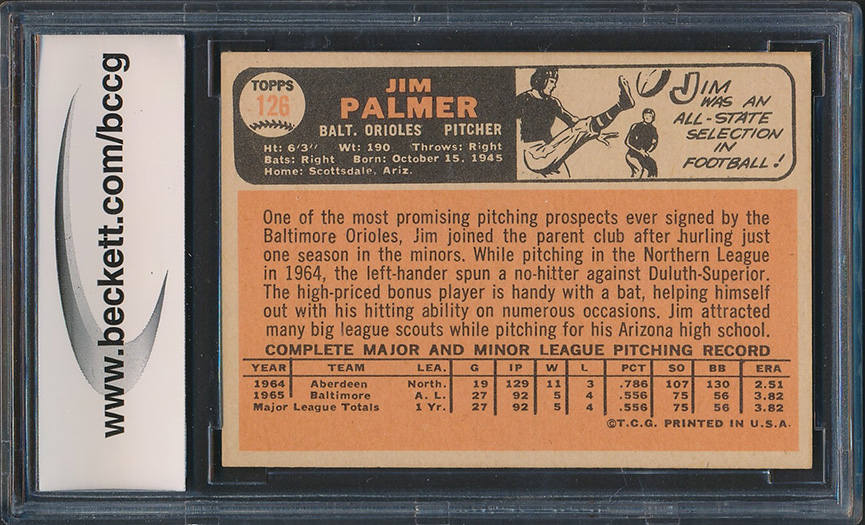 www.beckett.com/bccg
TOPPS
126
JIM
PALMER
BALT. ORIOLES PITCHER
Ht: 6'3" Wt: 190 Throws: Right
Bats: Right Born: October 15, 1945
Home: Scottsdale, Ariz.
JIM
WAS AN
ALL-STATE
SELECTION
IN
FOOTBALL!
One of the most promising pitching prospects ever signed by the
Baltimore Orioles, Jim joined the parent club after hurling just
one season in the minors. While pitching in the Northern League
in 1964, the left-hander spun a no-hitter against Duluth-Superior.
The high-priced bonus player is handy with a bat, helping himself
out with his hitting ability on numerous occasions. Jim attracted
many big league scouts while pitching for his Arizona high school.
COMPLETE MAJOR AND MINOR LEAGUE PITCHING RECORD
YEAR TEAM LEA. G IP W L PCT SO BB ERA
1964 Aberdeen North. 19 129 11 3 .786 107 130 2.51
1965 Baltimore A. L. 27 92 5 4 .556 75 56 3.82
Major League Totals 1 Yr. 27 92 5 4 .556 75 56 3.82
©T.C.G. PRINTED IN U.S.A.